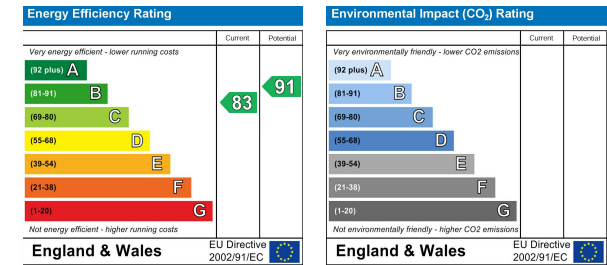 Energy Efficiency Rating
Current Potential
Very energy efficient - lower running costs
(92 plus) A
(81-91) B
(69-80) C
(55-68) D
(39-54) E
(21-38) F
(1-20) G
83
91
Not energy efficient - higher running costs
England & Wales
EU Directive
2002/91/EC
Environmental Impact (CO₂) Rating
Current Potential
Very environmentally friendly - lower CO2 emissions
(92 plus) A
(81-91) B
(69-80) C
(55-68) D
(39-54) E
(21-38) F
(1-20) G
Not environmentally friendly - higher CO2 emissions
England & Wales
EU Directive
2002/91/EC